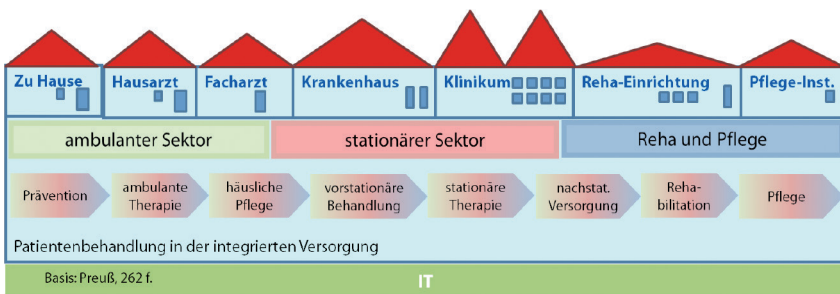 Zu Hause Hausarzt Facharzt Krankenhaus Klinikum Reha-Einrichtung Pflege-Inst.
ambulanter Sektor stationärer Sektor Reha und Pflege
Prävention
ambulante
Therapie
häusliche
Pflege
vorstationäre
Behandlung
stationäre
Therapie
nachstat.
Versorgung
Reha-
bilitation
Pflege
Patientenbehandlung in der integrierten Versorgung
Basis: Preuß, 262 f.
IT